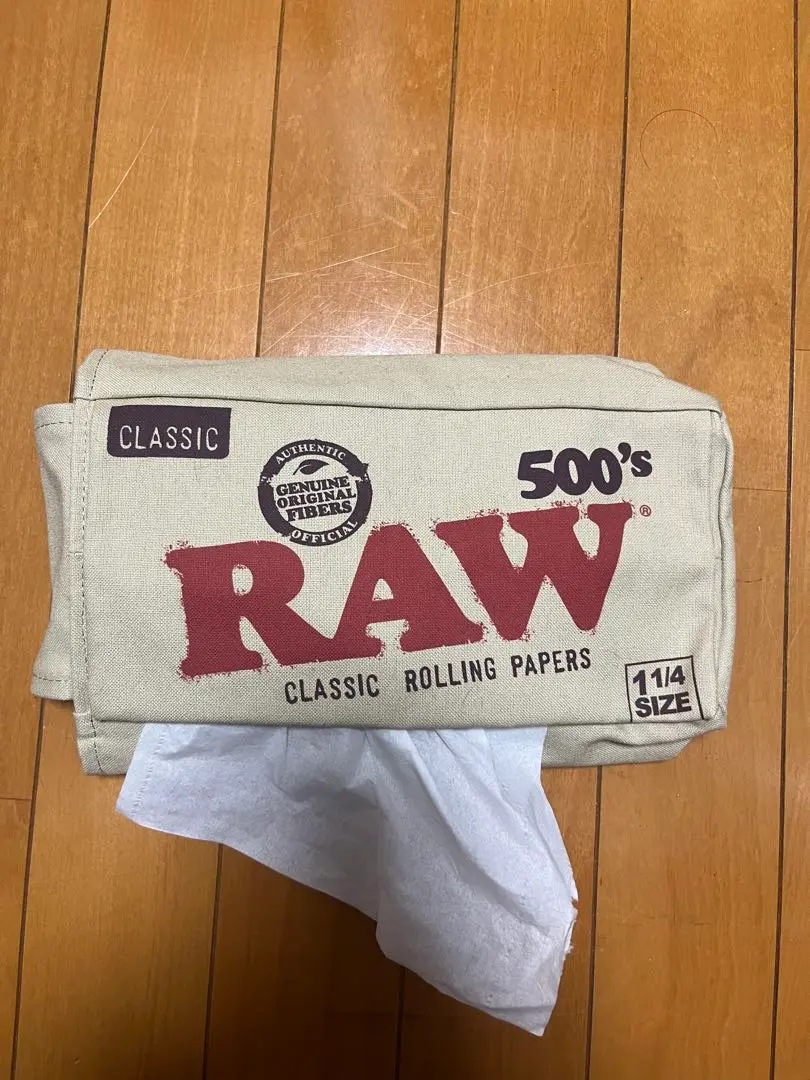 CLASSIC
AUTHENTIC
GENUINE
ORIGINAL
FIBERS
OFFICIAL
500's
RAW®
CLASSIC ROLLING PAPERS
1 1/4
SIZE